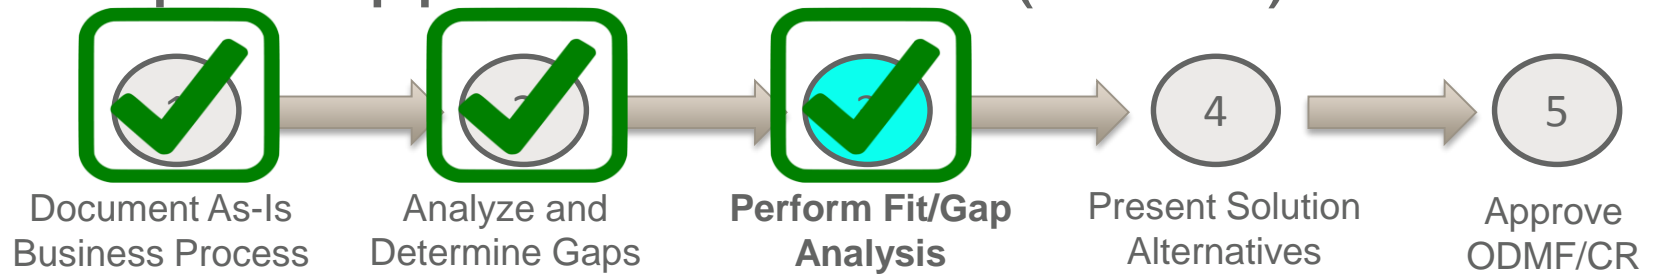 4
5
Document As-Is
Business Process
Analyze and
Determine Gaps
Perform Fit/Gap
Analysis
Present Solution
Alternatives
Approve
ODMF/CR